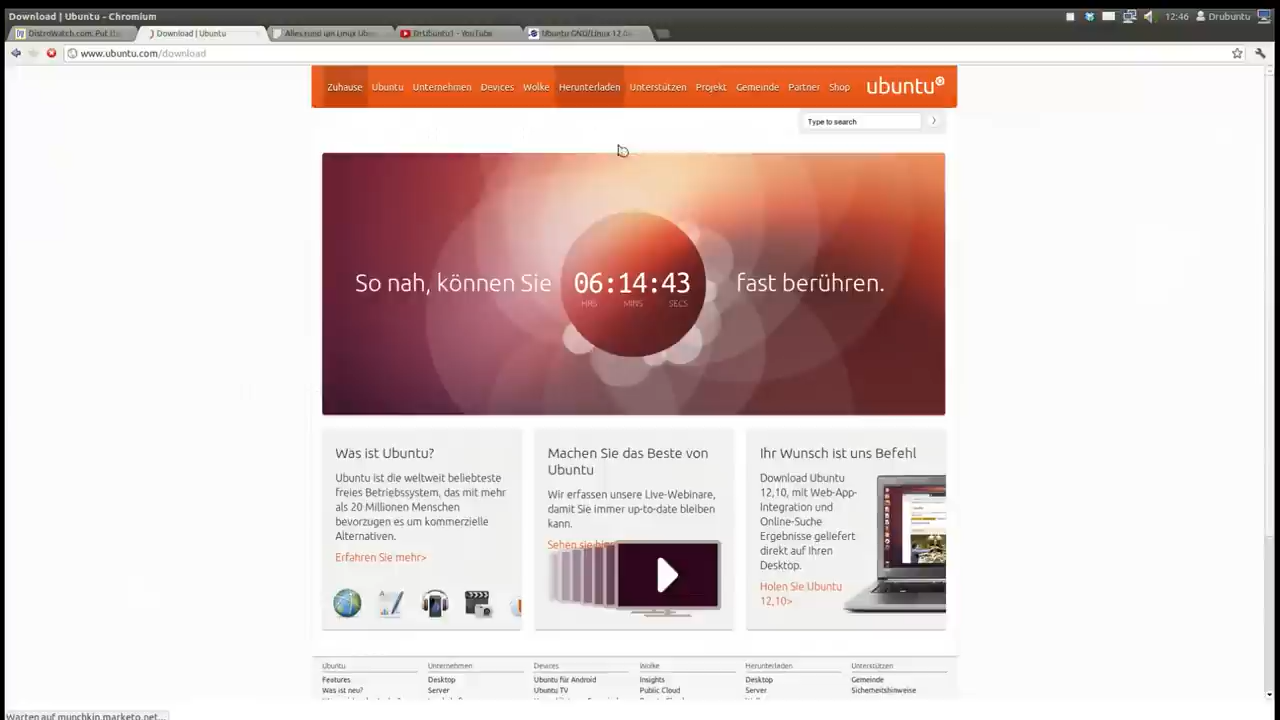 Download | Ubuntu - Chromium
12:46 Drubuntu
DistroWatch.com: Put the
Download | Ubuntu
Alles rund um Linux Ubun
DrUbuntu1 - YouTube
Ubuntu GNU/Linux 12.04
www.ubuntu.com/download
Zuhause Ubuntu Unternehmen Devices Wolke Herunterladen Unterstützen Projekt Gemeinde Partner Shop ubuntu
Type to search
So nah, können Sie 06:14:43 fast berühren.
HRS MINS SECS
Was ist Ubuntu?
Ubuntu ist die weltweit beliebteste
freies Betriebssystem, das mit mehr
als 20 Millionen Menschen
bevorzugen es um kommerzielle
Alternativen.
Erfahren Sie mehr>
Machen Sie das Beste von
Ubuntu
Wir erfassen unsere Live-Webinare,
damit Sie immer up-to-date bleiben
kann.
Sehen sie
Ihr Wunsch ist uns Befehl
Download Ubuntu
12,10, mit Web-App-
Integration und
Online-Suche
Ergebnisse geliefert
direkt auf Ihren
Desktop.
Holen Sie Ubuntu
12,10>
Ubuntu Unternehmen Devices Wolke Herunterladen Unterstützen
Features Desktop Ubuntu für Android Insights Desktop Gemeinde
Was ist neu? Server Ubuntu TV Public Cloud Server Sicherheitshinweise
Warten auf munchkin.marketo.net...